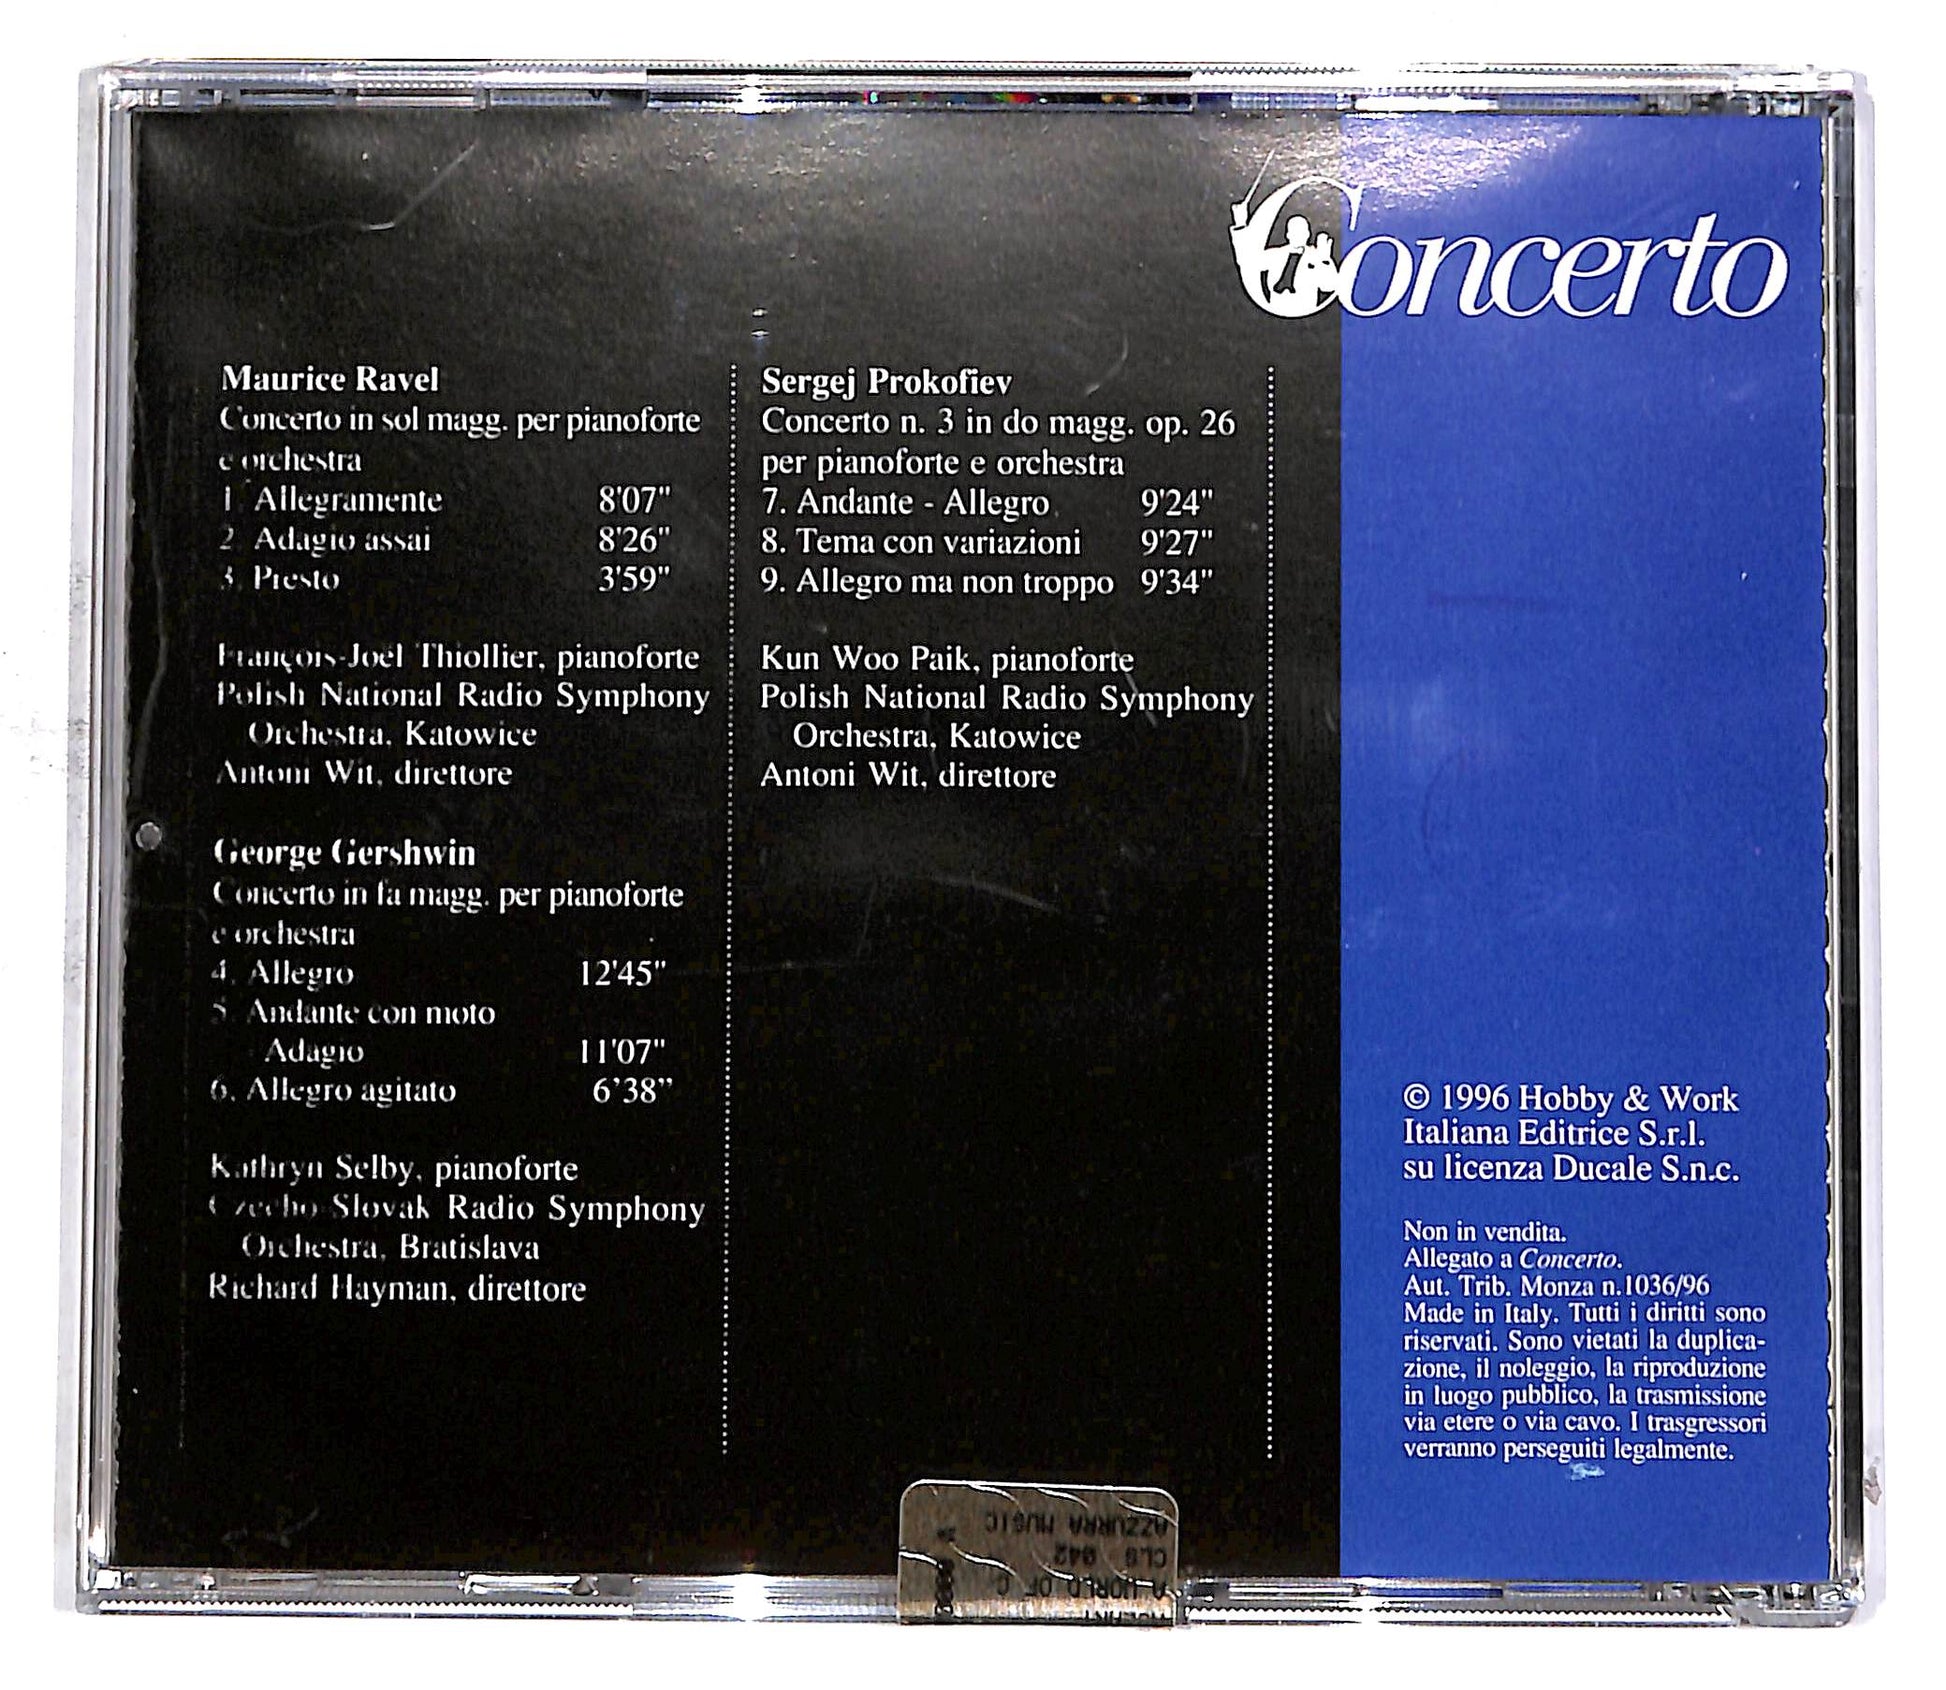 Concerto
Maurice Ravel
Concerto in sol magg. per pianoforte
e orchestra
1. Allegramente 8'07"
2. Adagio assai 8'26"
3. Presto 3'59"
François-Joël Thiollier, pianoforte
Polish National Radio Symphony
Orchestra, Katowice
Antoni Wit, direttore
George Gershwin
Concerto in fa magg. per pianoforte
e orchestra
4. Allegro 12'45"
5. Andante con moto
- Adagio 11'07"
6. Allegro agitato 6'38"
Kathryn Selby, pianoforte
Czecho-Slovak Radio Symphony
Orchestra, Bratislava
Richard Hayman, direttore
Sergej Prokofiev
Concerto n. 3 in do magg. op. 26
per pianoforte e orchestra
7. Andante - Allegro 9'24"
8. Tema con variazioni 9'27"
9. Allegro ma non troppo 9'34"
Kun Woo Paik, pianoforte
Polish National Radio Symphony
Orchestra, Katowice
Antoni Wit, direttore
© 1996 Hobby & Work
Italiana Editrice S.r.l.
su licenza Ducale S.n.c.
Non in vendita.
Allegato a Concerto.
Aut. Trib. Monza n.1036/96
Made in Italy. Tutti i diritti sono
riservati. Sono vietati la duplica-
zione, il noleggio, la riproduzione
in luogo pubblico, la trasmissione
via etere o via cavo. I trasgressori
verranno perseguiti legalmente.
A WORLD OF C
CLS 042
AZZURRA MUSIC